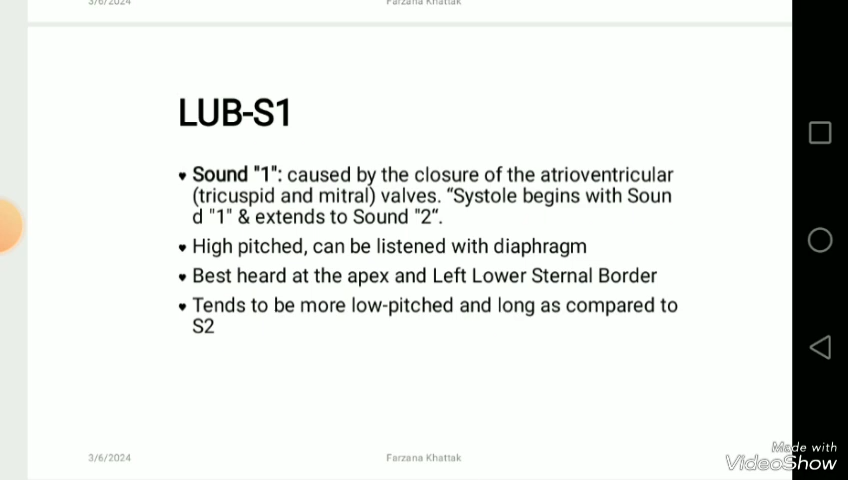 3/6/2024 Farzana Khattak
LUB-S1
♥ Sound "1": caused by the closure of the atrioventricular
(tricuspid and mitral) valves. “Systole begins with Soun
d "1" & extends to Sound "2“.
♥ High pitched, can be listened with diaphragm
♥ Best heard at the apex and Left Lower Sternal Border
♥ Tends to be more low-pitched and long as compared to
S2
3/6/2024 Farzana Khattak
Made with
VideoShow